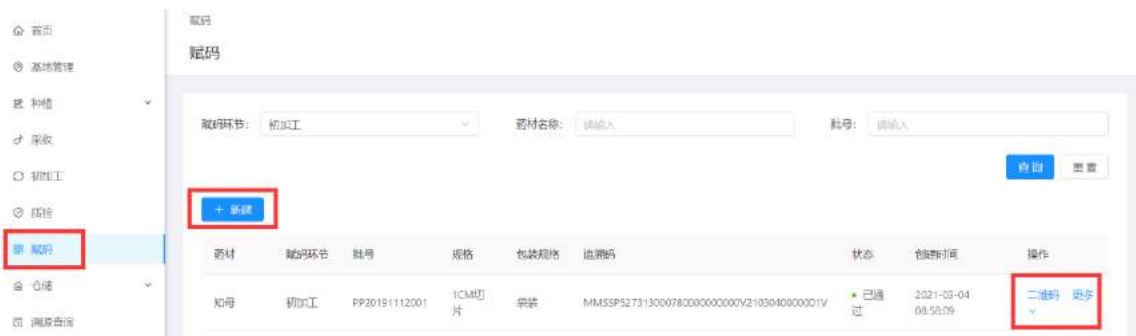 首页
基地管理
种植
采收
初加工
质检
赋码
仓储
溯源查询
赋码
赋码
赋码环节： 初加工 药材名称： 请输入 批号： 请输入
查询 重置
+ 新建
药材 赋码环节 批号 规格 包装规格 追溯码 状态 创建时间 操作
知母 初加工 PP20191112001 1CM切片 袋装 MMSSP52731300078000000000V2103040000001V 已通过 2021-03-04 08:58:09 二维码 更多